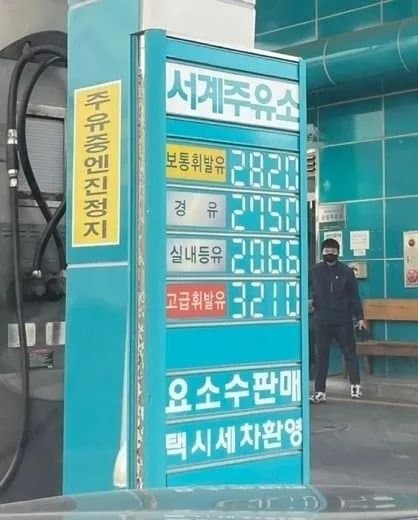 주유중엔진정지
서계주유소
보통휘발유 2820
경 유 2750
실내등유 2066
고급휘발유 3210
요소수판매
택시세차환영